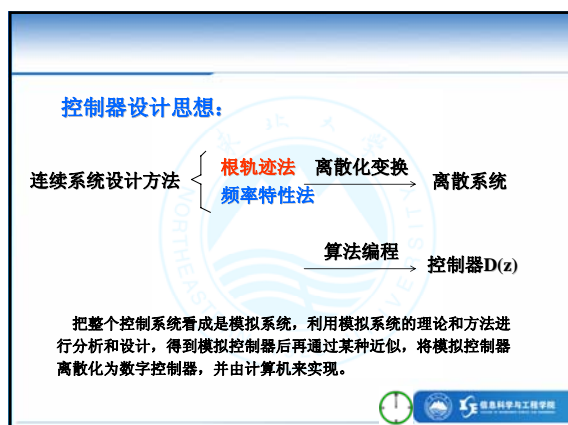 控制器设计思想：
连续系统设计方法
根轨迹法
频率特性法
离散化变换
离散系统
算法编程
控制器D(z)
把整个控制系统看成是模拟系统，利用模拟系统的理论和方法进
行分析和设计，得到模拟控制器后再通过某种近似，将模拟控制器
离散化为数字控制器，并由计算机来实现。
信息科学与工程学院